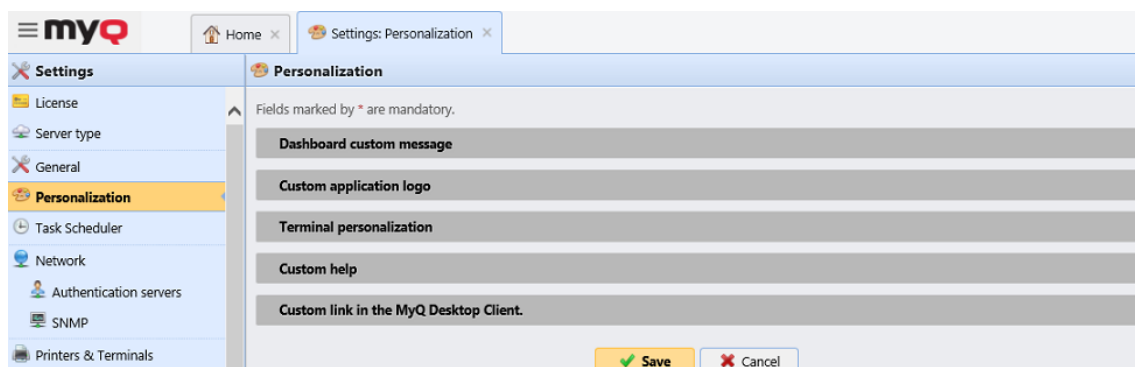 myQ
Home
Settings: Personalization
Settings
Personalization
License
Fields marked by * are mandatory.
Server type
Dashboard custom message
General
Custom application logo
Personalization
Terminal personalization
Task Scheduler
Network
Custom help
Authentication servers
Custom link in the MyQ Desktop Client.
SNMP
Printers & Terminals
Save
Cancel